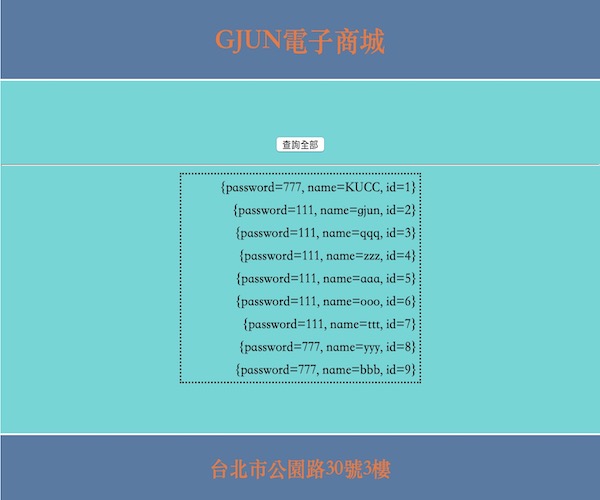 GJUN電子商城
查詢全部
{password=777, name=KUCC, id=1}
{password=111, name=gjun, id=2}
{password=111, name=qqq, id=3}
{password=111, name=zzz, id=4}
{password=111, name=aaa, id=5}
{password=111, name=ooo, id=6}
{password=111, name=ttt, id=7}
{password=777, name=yyy, id=8}
{password=777, name=bbb, id=9}
台北市公園路30號3樓